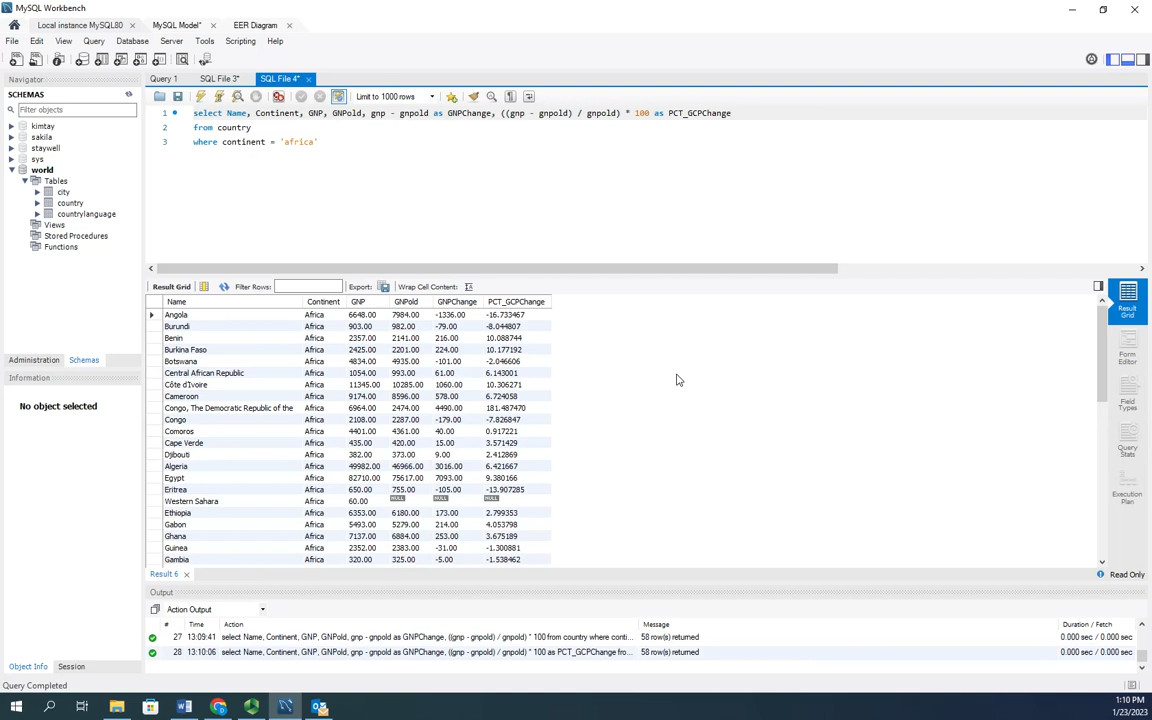 MySQL Workbench
Local instance MySQL80 MySQL Model* EER Diagram
File Edit View Query Database Server Tools Scripting Help
Navigator Query 1 SQL File 3* SQL File 4*
SCHEMAS
Filter objects
Limit to 1000 rows
kimtay
sakila
staywell
sys
world
Tables
city
country
countrylanguage
Views
Stored Procedures
Functions
1 select Name, Continent, GNP, GNPold, gnp - gnpold as GNPChange, ((gnp - gnpold) / gnpold) * 100 as PCT_GCPChange
2 from country
3 where continent = 'africa'
Result Grid Filter Rows: Export: Wrap Cell Content:
Name Continent GNP GNPold GNPChange PCT_GCPChange
Angola Africa 6648.00 7984.00 -1336.00 -16.733467
Burundi Africa 903.00 982.00 -79.00 -8.044807
Benin Africa 2357.00 2141.00 216.00 10.088744
Burkina Faso Africa 2425.00 2201.00 224.00 10.177192
Botswana Africa 4834.00 4935.00 -101.00 -2.046606
Central African Republic Africa 1054.00 993.00 61.00 6.143001
Côte d'Ivoire Africa 11345.00 10285.00 1060.00 10.306271
Cameroon Africa 9174.00 8596.00 578.00 6.724058
Congo, The Democratic Republic of the Africa 6964.00 2474.00 4490.00 181.487470
Congo Africa 2108.00 2287.00 -179.00 -7.826847
Comoros Africa 4401.00 4361.00 40.00 0.917221
Cape Verde Africa 435.00 420.00 15.00 3.571429
Djibouti Africa 382.00 373.00 9.00 2.412869
Algeria Africa 49982.00 46966.00 3016.00 6.421667
Egypt Africa 82710.00 75617.00 7093.00 9.380166
Eritrea Africa 650.00 755.00 -105.00 -13.907285
Western Sahara Africa 60.00 NULL NULL NULL
Ethiopia Africa 6353.00 6180.00 173.00 2.799353
Gabon Africa 5493.00 5279.00 214.00 4.053798
Ghana Africa 7137.00 6884.00 253.00 3.675189
Guinea Africa 2352.00 2383.00 -31.00 -1.300881
Gambia Africa 320.00 325.00 -5.00 -1.538462
Result Grid
Form Editor
Field Types
Query Stats
Execution Plan
Administration Schemas
Information
No object selected
Result 6 Read Only
Output
Action Output
# Time Action Message Duration / Fetch
27 13:09:41 select Name, Continent, GNP, GNPold, gnp - gnpold as GNPChange, ((gnp - gnpold) / gnpold) * 100 from country where conti... 58 row(s) returned 0.000 sec / 0.000 sec
28 13:10:06 select Name, Continent, GNP, GNPold, gnp - gnpold as GNPChange, ((gnp - gnpold) / gnpold) * 100 as PCT_GCPChange fro... 58 row(s) returned 0.000 sec / 0.000 sec
Object Info Session
Query Completed
1:10 PM
1/23/2023